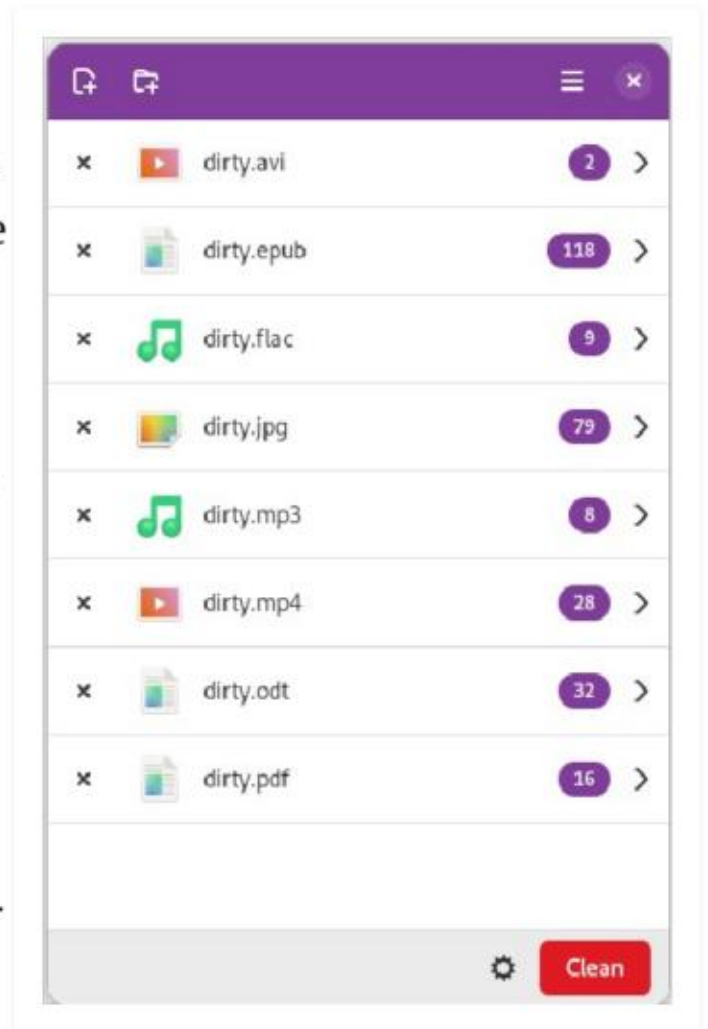 dirty.avi 2
e
dirty.epub 118
dirty.flac 9
dirty.jpg 79
dirty.mp3 8
dirty.mp4 28
dirty.odt 32
dirty.pdf 16
Clean